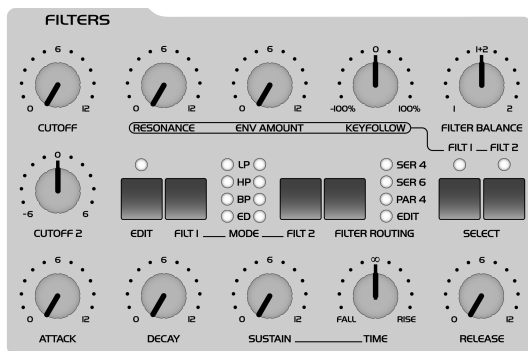 FILTERS
6 6 6 0 1+2
0 12 0 12 0 12 -100% 100% 1 2
CUTOFF RESONANCE ENV AMOUNT KEYFOLLOW FILTER BALANCE
FILT 1 FILT 2
0 LP SER 4
HP SER 6
BP PAR 4
-6 6 ED EDIT
CUTOFF 2 EDIT FILT 1 MODE FILT 2 FILTER ROUTING SELECT
6 6 6 ∞ 6
0 12 0 12 0 12 FALL RISE 0 12
ATTACK DECAY SUSTAIN TIME RELEASE